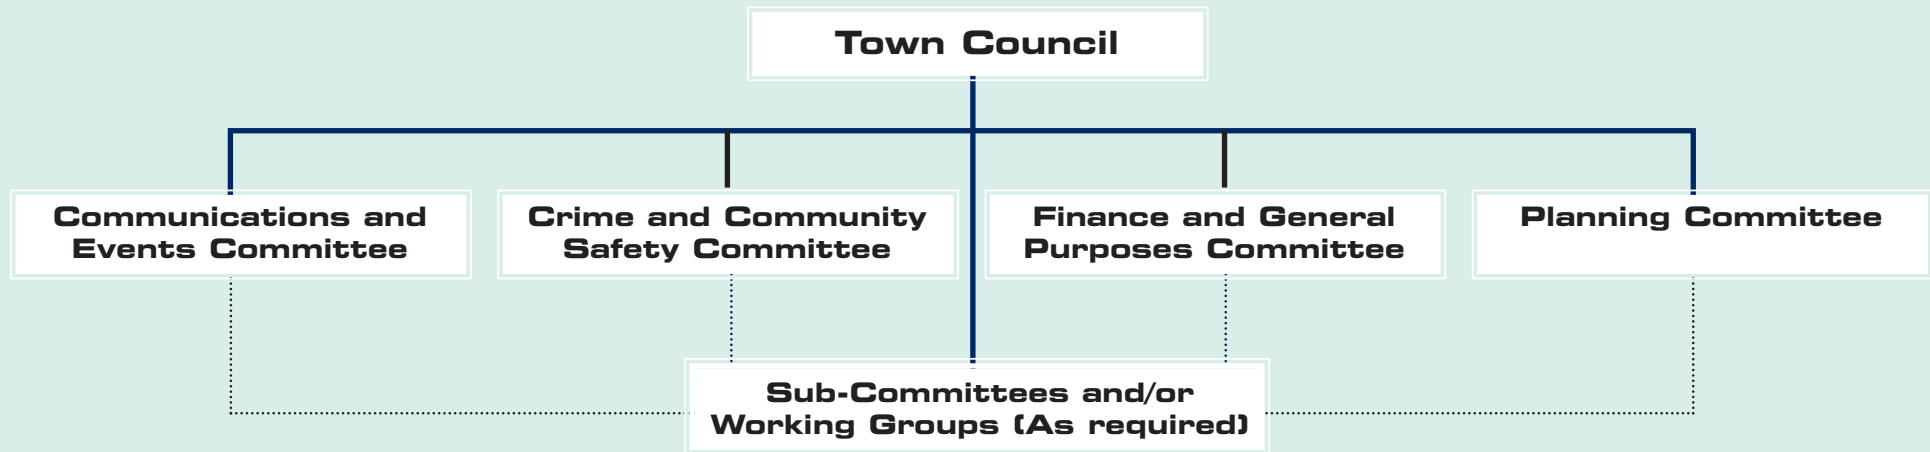 Town Council
Communications and
Events Committee
Crime and Community
Safety Committee
Finance and General
Purposes Committee
Planning Committee
Sub-Committees and/or
Working Groups (As required)